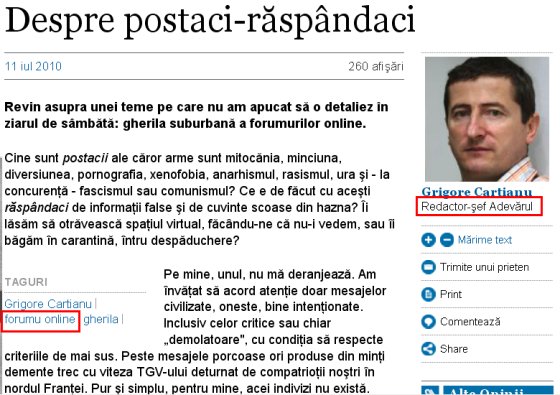 Despre postaci-răspândaci
11 iul 2010
260 afişări
Revin asupra unei teme pe care nu am apucat să o detaliez în
ziarul de sâmbătă: gherila suburbană a forumurilor online.
Cine sunt postacii ale căror arme sunt mitocănia, minciuna,
diversiunea, pornografia, xenofobia, anarhismul, rasismul, ura şi - la
concurenţă - fascismul sau comunismul? Ce e de făcut cu aceşti
răspândaci de informaţii false şi de cuvinte scoase din hazna? Îi
lăsăm să otrăvească spaţiul virtual, făcându-ne că nu-i vedem, sau îi
băgăm în carantină, întru despăduchere?
TAGURI
Grigore Cartianu |
forumu online | gherila |
Pe mine, unul, nu mă deranjează. Am
învăţat să acord atenţie doar mesajelor
civilizate, oneste, bine intenţionate.
Inclusiv celor critice sau chiar
„demolatoare", cu condiţia să respecte
criteriile de mai sus. Peste mesajele porcoase ori produse din minţi
demente trec cu viteza TGV-ului deturnat de compatrioţii noştri în
nordul Franţei. Pur şi simplu, pentru mine, acei indivizi nu există.
Grigore Cartianu
Redactor-şef Adevărul
Mărime text
Trimite unui prieten
Print
Comentează
Share
Alte Opinii